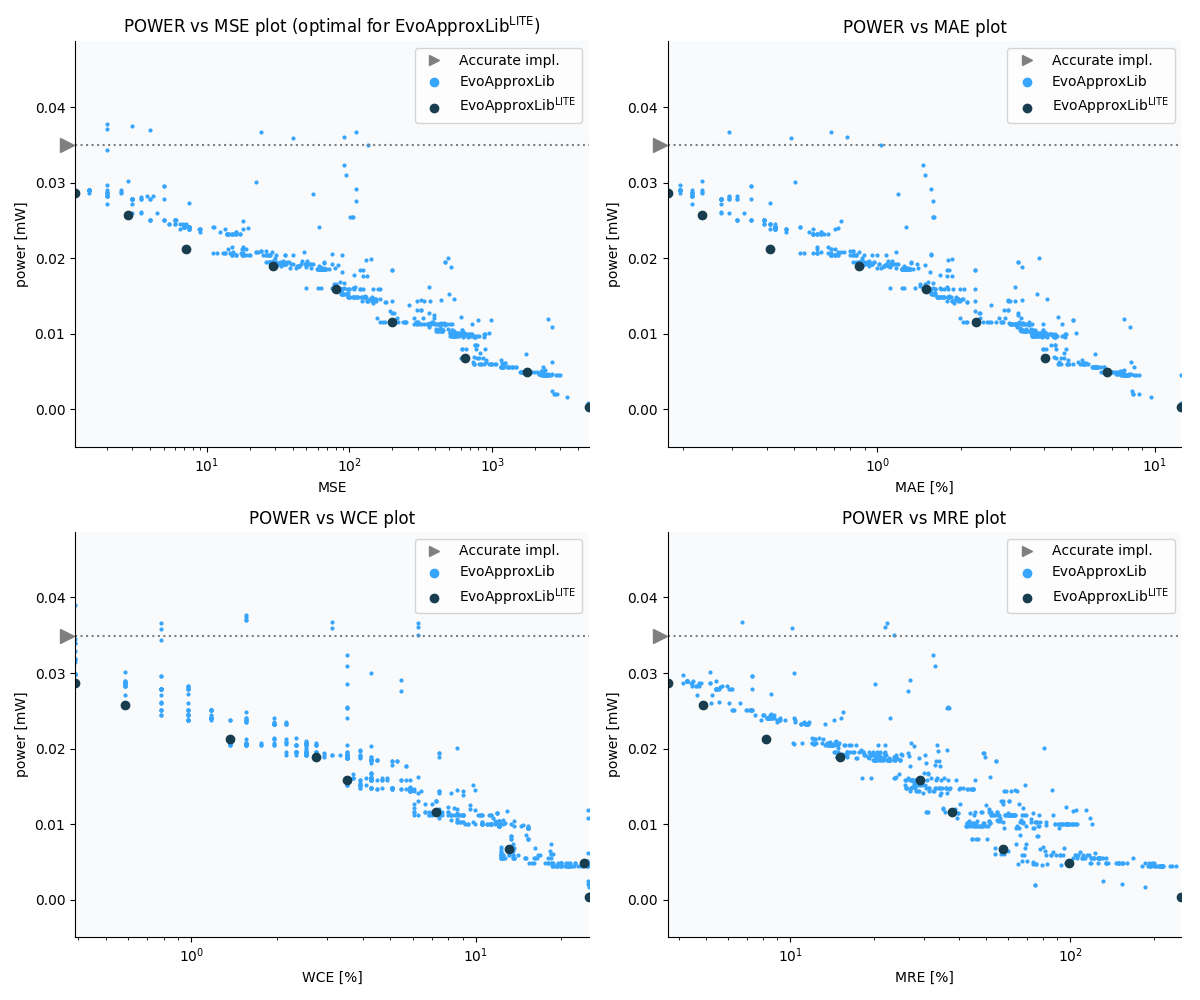 POWER vs MSE plot (optimal for EvoApproxLib^LITE)
Accurate impl.
EvoApproxLib
EvoApproxLib^LITE
0.04
0.03
0.02
0.01
0.00
power [mW]
10^1
10^2
10^3
MSE
POWER vs MAE plot
Accurate impl.
EvoApproxLib
EvoApproxLib^LITE
0.04
0.03
0.02
0.01
0.00
power [mW]
10^0
10^1
MAE [%]
POWER vs WCE plot
Accurate impl.
EvoApproxLib
EvoApproxLib^LITE
0.04
0.03
0.02
0.01
0.00
power [mW]
10^0
10^1
WCE [%]
POWER vs MRE plot
Accurate impl.
EvoApproxLib
EvoApproxLib^LITE
0.04
0.03
0.02
0.01
0.00
power [mW]
10^1
10^2
MRE [%]